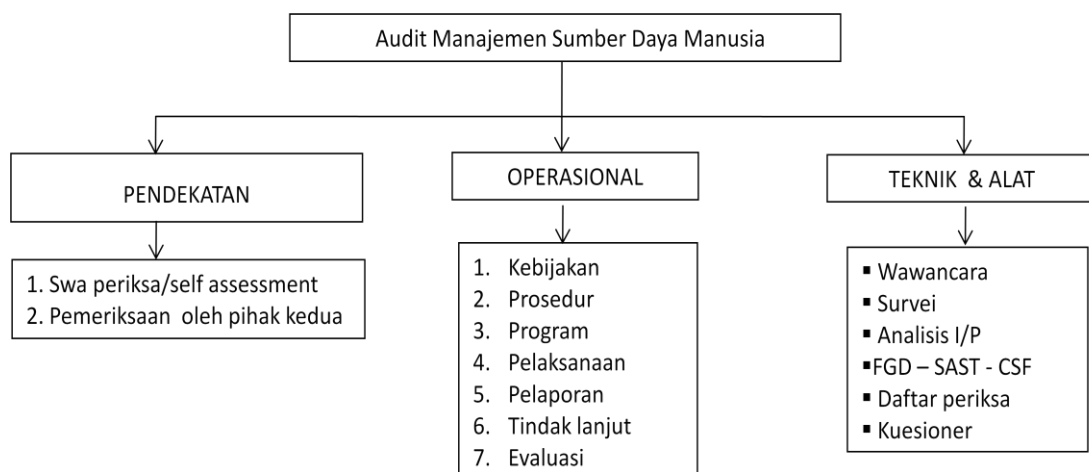 Audit Manajemen Sumber Daya Manusia
PENDEKATAN
1. Swa periksa/self assessment
2. Pemeriksaan oleh pihak kedua
OPERASIONAL
1. Kebijakan
2. Prosedur
3. Program
4. Pelaksanaan
5. Pelaporan
6. Tindak lanjut
7. Evaluasi
TEKNIK & ALAT
▪ Wawancara
▪ Survei
▪ Analisis I/P
▪FGD – SAST - CSF
▪ Daftar periksa
▪ Kuesioner